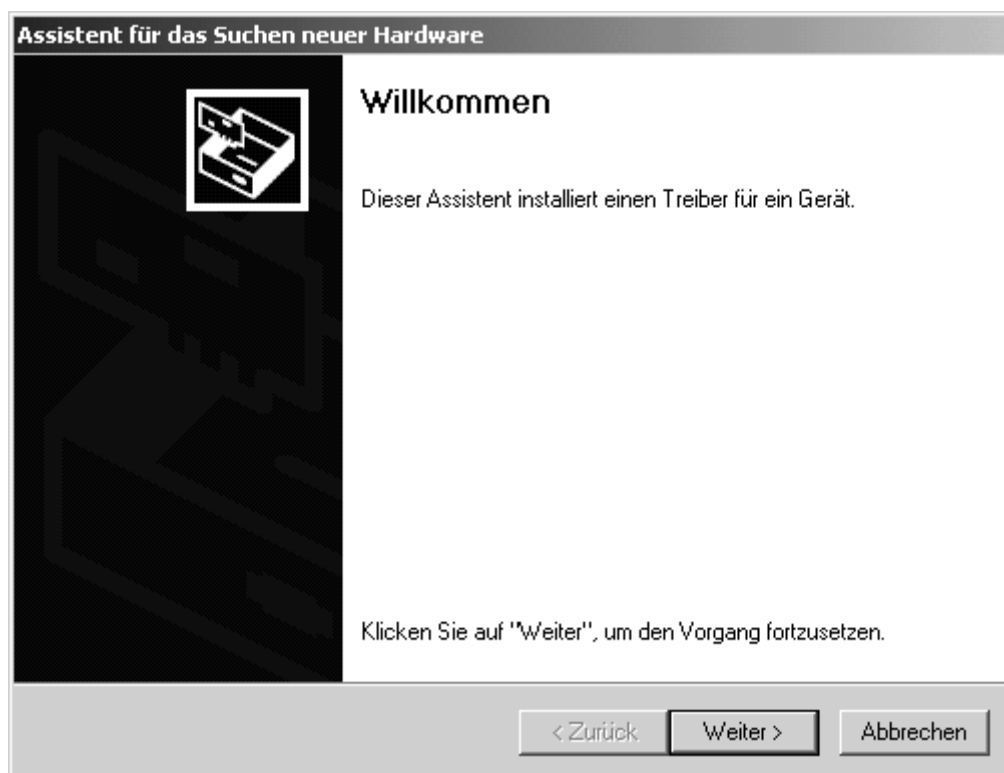 Assistent für das Suchen neuer Hardware
Willkommen
Dieser Assistent installiert einen Treiber für ein Gerät.
Klicken Sie auf "Weiter", um den Vorgang fortzusetzen.
< Zurück
Weiter >
Abbrechen